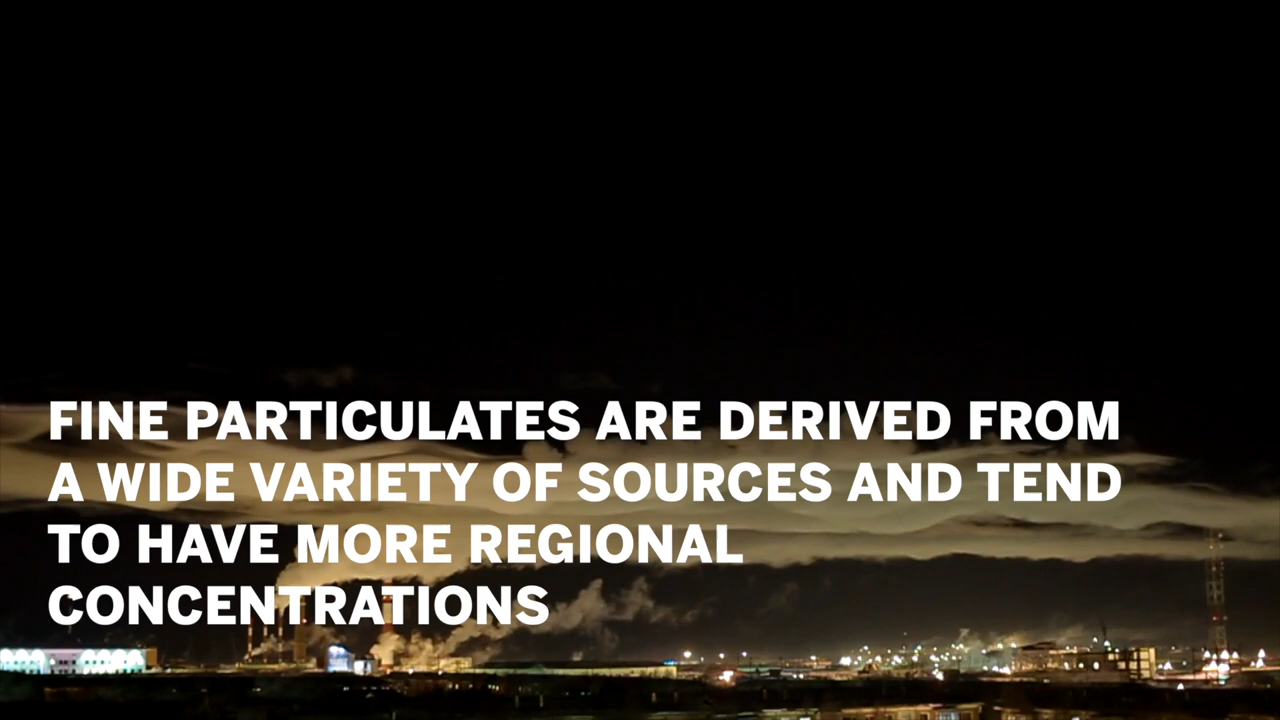 FINE PARTICULATES ARE DERIVED FROM
A WIDE VARIETY OF SOURCES AND TEND
TO HAVE MORE REGIONAL
CONCENTRATIONS